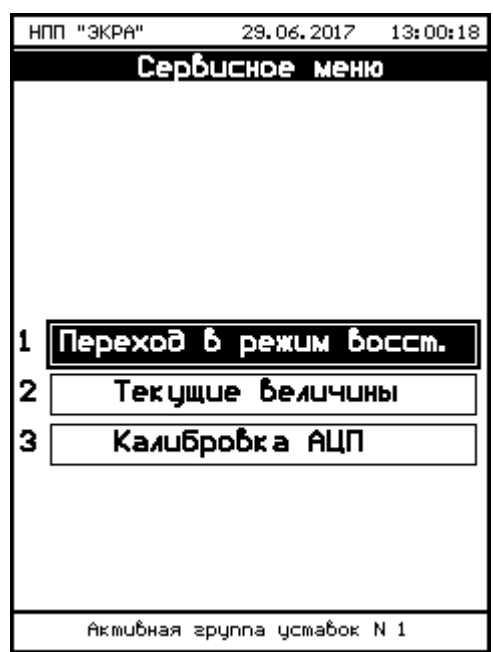 НПП "ЭКРА" 29.06.2017 13:00:18
Сервисное меню
1 Переход в режим восст.
2 Текущие величины
3 Калибровка АЦП
Активная группа уставок N 1